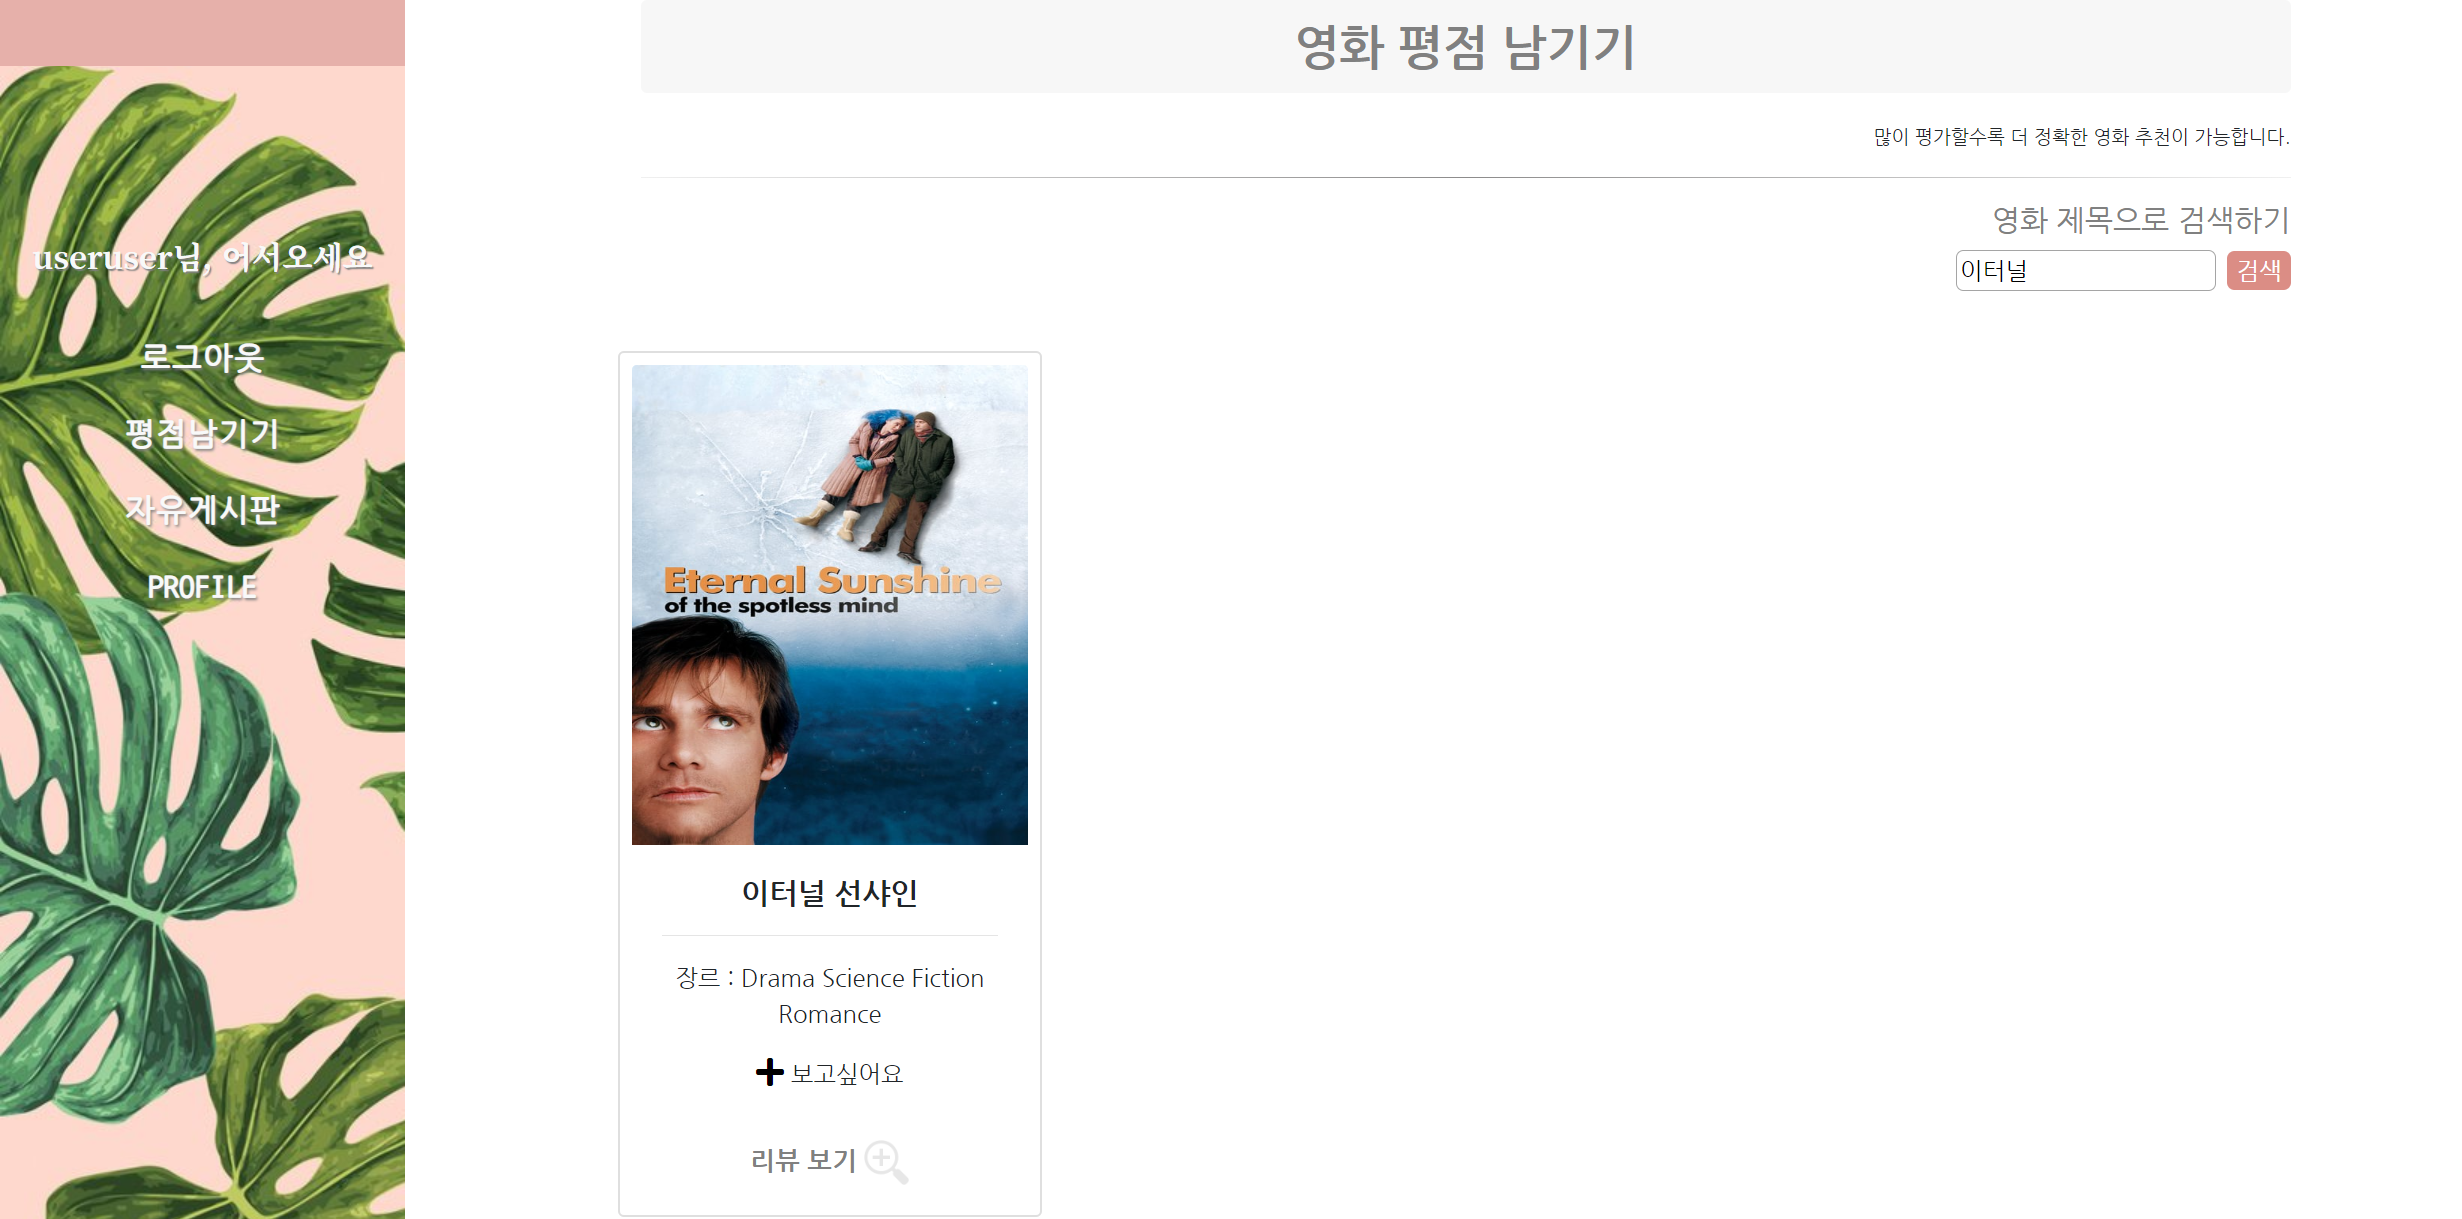 useruser님, 어서오세요
로그아웃
평점남기기
자유게시판
PROFILE
영화 평점 남기기
많이 평가할수록 더 정확한 영화 추천이 가능합니다.
영화 제목으로 검색하기
이터널 검색
Eternal Sunshine
of the spotless mind
이터널 선샤인
장르 : Drama Science Fiction
Romance
보고싶어요
리뷰 보기